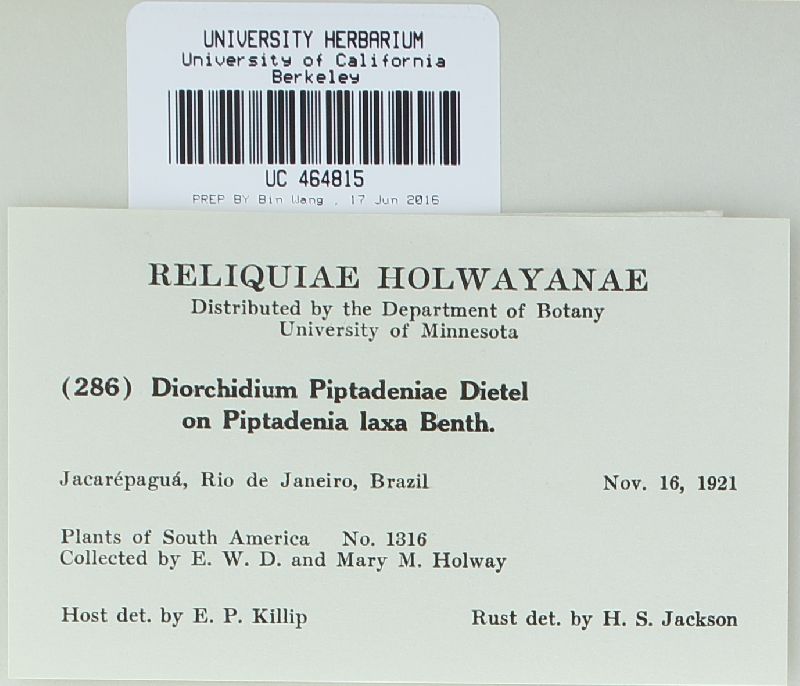 UNIVERSITY HERBARIUM
University of California
Berkeley
UC 464815
PREP BY Bin Wang , 17 Jun 2016
RELIQUIAE HOLWAYANAE
Distributed by the Department of Botany
University of Minnesota
(286) Diorchidium Piptadeniae Dietel
on Piptadenia laxa Benth.
Jacarépaguá, Rio de Janeiro, Brazil Nov. 16, 1921
Plants of South America No. 1316
Collected by E. W. D. and Mary M. Holway
Host det. by E. P. Killip Rust det. by H. S. Jackson